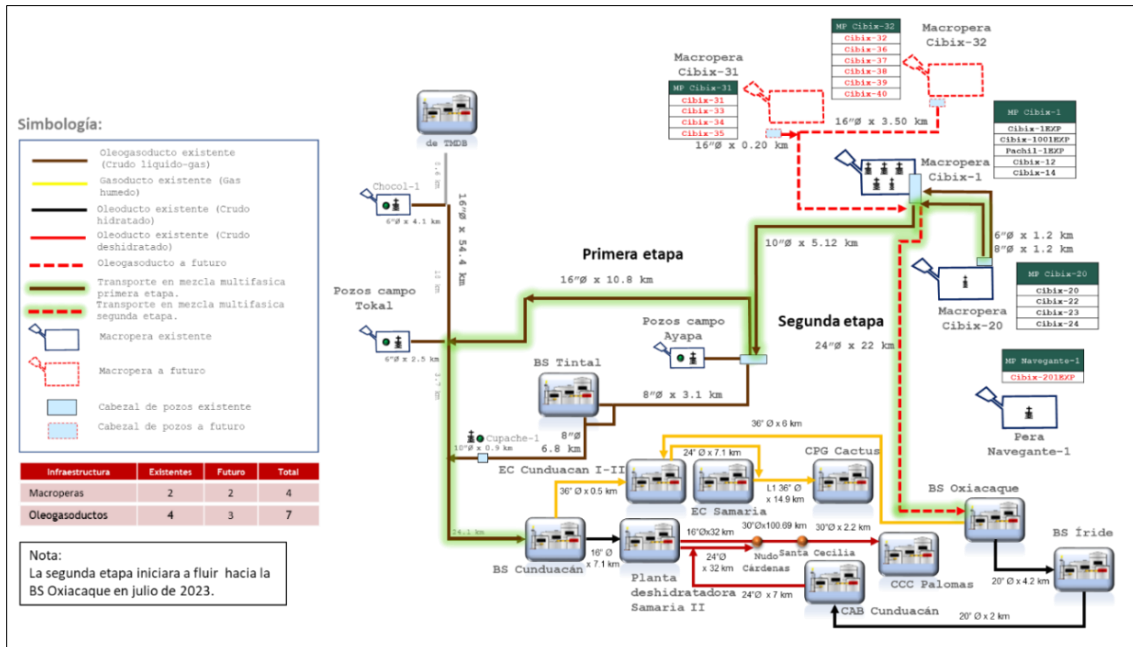 MP Cibix-32
Cibix-32
Cibix-36
Cibix-37
Cibix-38
Cibix-39
Cibix-40
Macropera
Cibix-32
Macropera
Cibix-31
MP Cibix-31
Cibix-31
Cibix-33
Cibix-34
Cibix-35
16"Ø x 3.50 km
16"Ø x 0.20 km
MP Cibix-1
Cibix-1EXP
Cibix-1001EXP
Pachil-1EXP
Cibix-12
Cibix-14
Macropera
Cibix-1
de TMDB
Simbología:
Oleogasoducto existente
(Crudo liquido-gas)
Gasoducto existente (Gas
humedo)
Oleoducto existente (Crudo
hidratado)
Oleoducto existente (Crudo
deshidratado)
Oleogasoducto a futuro
Transporte en mezcla multifasica
primera etapa.
Transporte en mezcla multifasica
segunda etapa.
Macropera existente
Macropera a futuro
Cabezal de pozos existente
Cabezal de pozos a futuro
Chocol-1
6"Ø x 4.1 km
16"Ø x 54.4 km
10"Ø x 5.12 km
6"Ø x 1.2 km
8"Ø x 1.2 km
Primera etapa
16"Ø x 10.8 km
Pozos campo
Tokal
6"Ø x 2.5 km
Pozos campo
Ayapa
Segunda etapa
24"Ø x 22 km
Macropera
Cibix-20
MP Cibix-20
Cibix-20
Cibix-22
Cibix-23
Cibix-24
BS Tintal
8"Ø x 3.1 km
8"Ø
6.8 km
MP Navegante-1
Cibix-201EXP
Pera
Navegante-1
Cupache-1
10"Ø x 0.9 km
Infraestructura Existentes Futuro Total
Macroperas 2 2 4
Oleogasoductos 4 3 7
EC Cunduacan I-II
36" Ø x 6 km
24" Ø x 7.1 km
CPG Cactus
36" Ø x 0.5 km
EC Samaria
L1 36" Ø
x 14.9 km
BS Oxiacaque
24.1 km
BS Cunduacán
16" Ø
x 7.1 km
Planta
deshidratadora
Samaria II
16"Øx32 km
30"Øx100.69 km
30"Ø x 2.2 km
24"Ø
x 32 km
Nudo
Cárdenas
Santa Cecilia
CCC Palomas
24"Ø x 7 km
CAB Cunduacán
20" Ø x 4.2 km
BS Íride
20" Ø x 2 km
Nota:
La segunda etapa iniciara a fluir hacia la
BS Oxiacaque en julio de 2023.